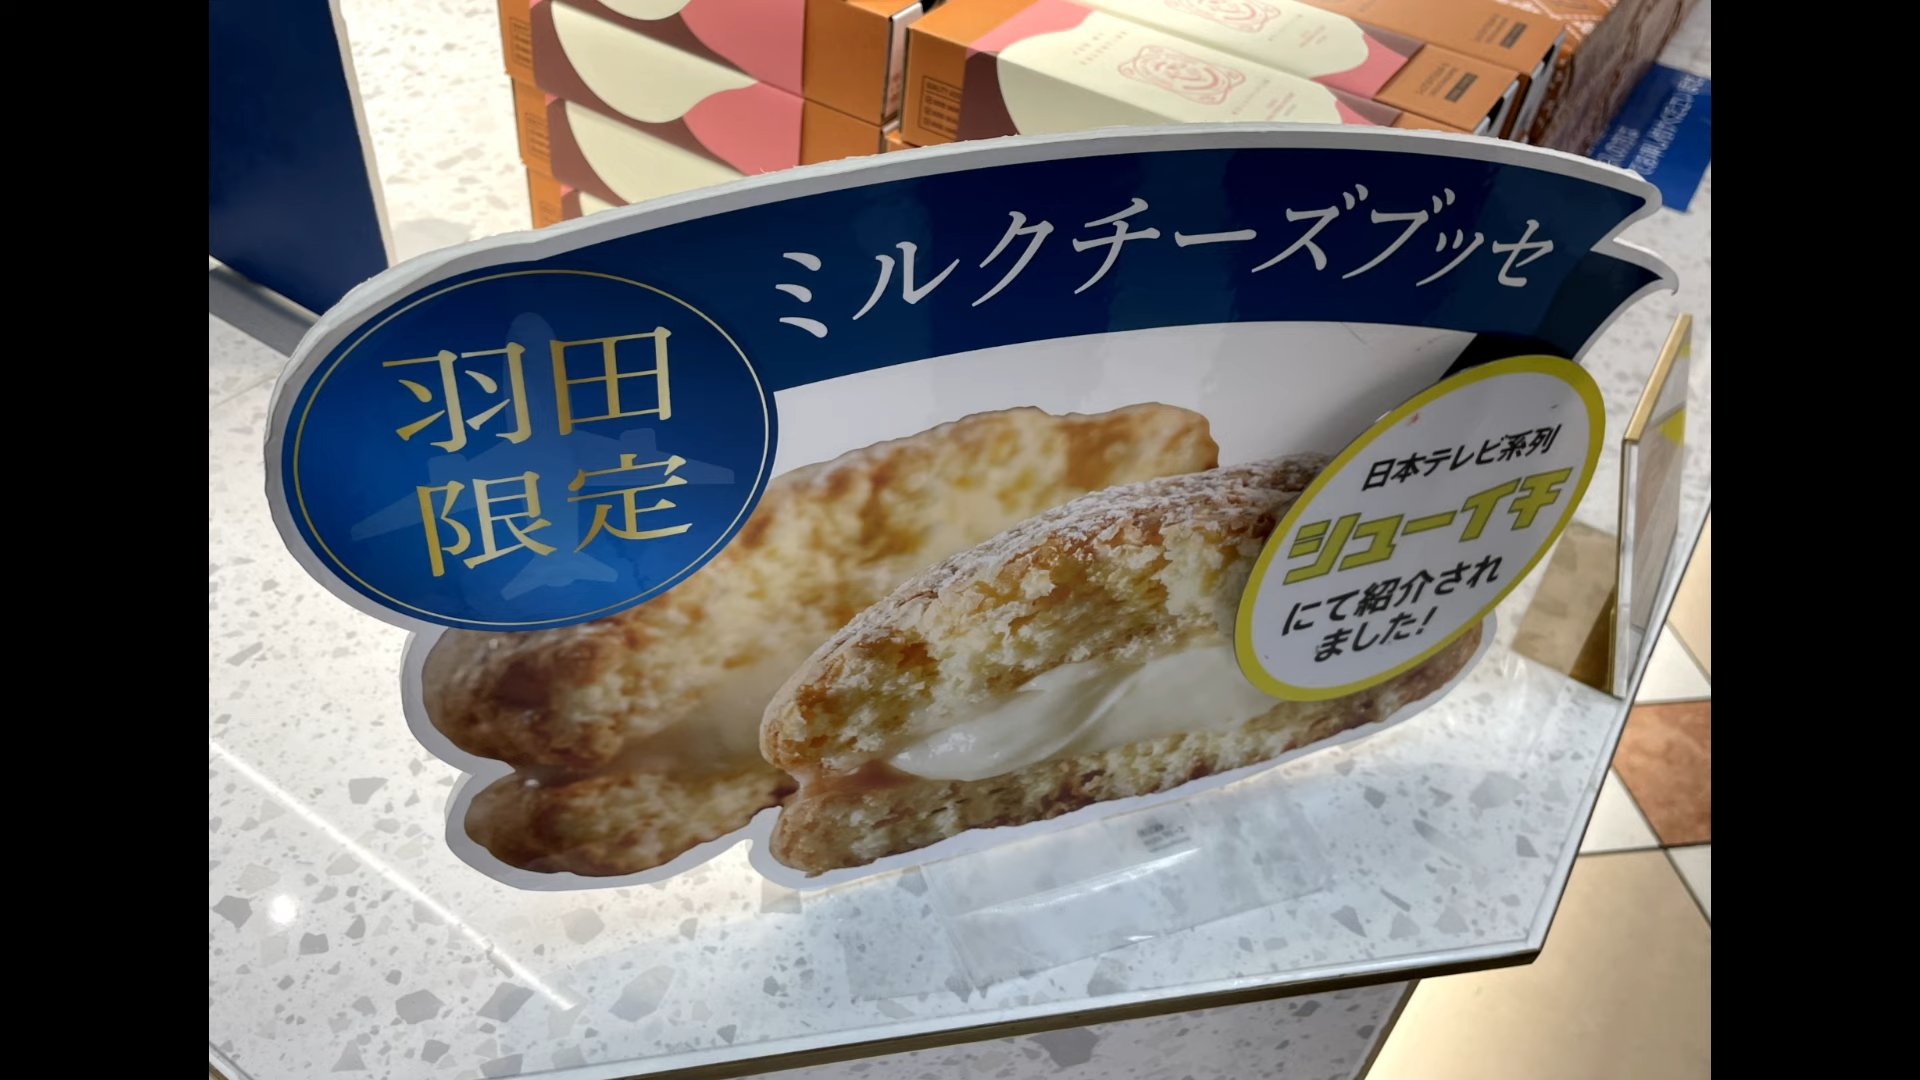 ミルクチーズブッセ
羽田
限定
日本テレビ系列
シューイチ
にて紹介され
ました!